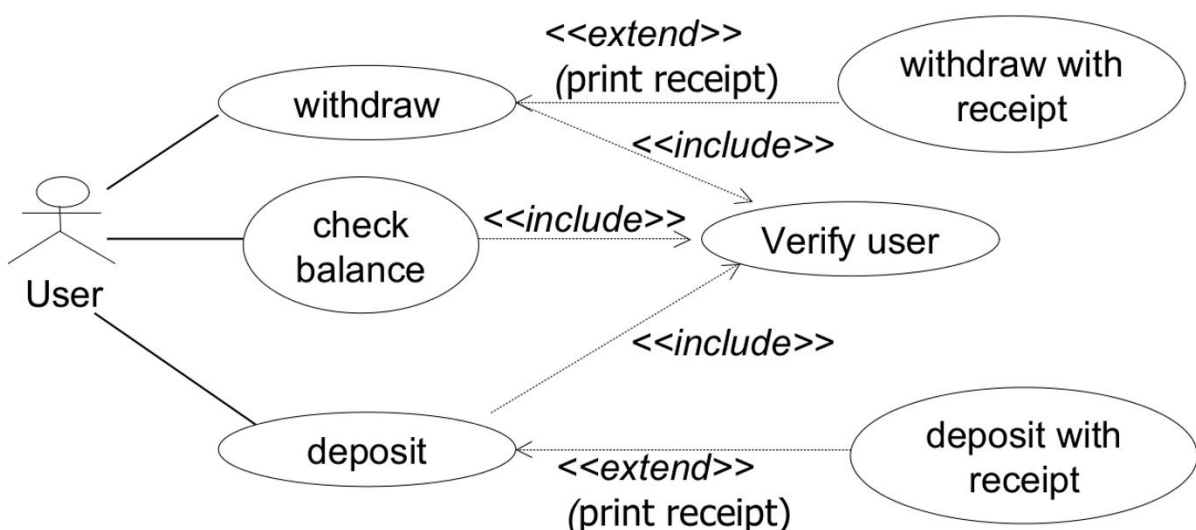 <<extend>>
(print receipt)
withdraw with
receipt
withdraw
<<include>>
check
balance
<<include>>
Verify user
User
<<include>>
deposit
<<extend>>
(print receipt)
deposit with
receipt